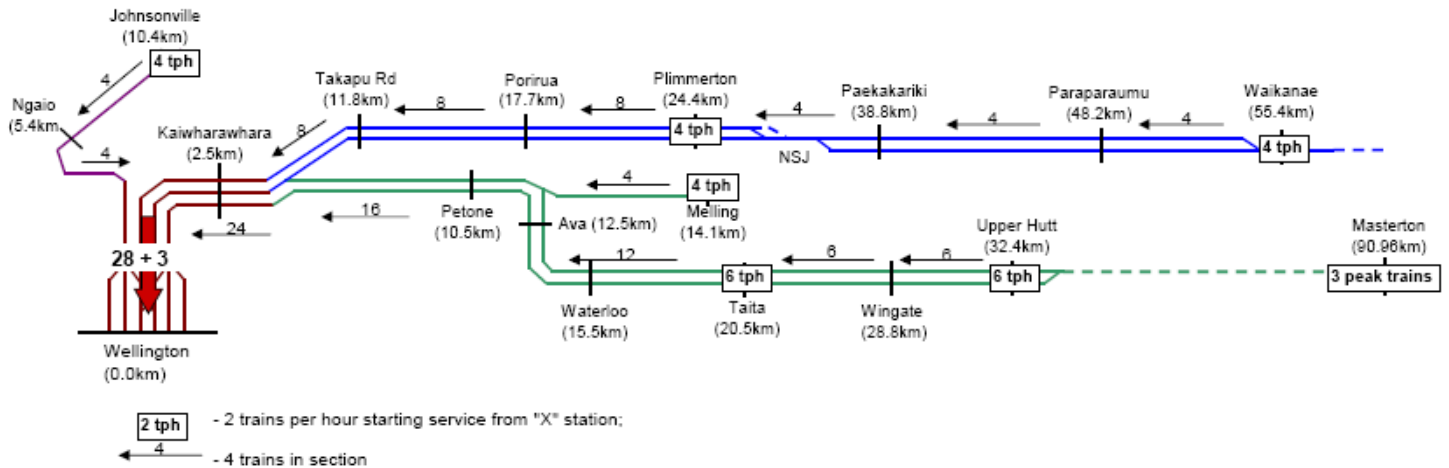 Johnsonville
(10.4km)
4 tph
4
Ngaio
(5.4km
4
Kaiwharawhara
(2.5km)
8
Takapu Rd
(11.8km)
8
Porirua
(17.7km)
8
Plimmerton
(24.4km)
4 tph
4
NSJ
Paekakariki
(38.8km)
4
Paraparaumu
(48.2km)
4
Waikanae
(55.4km)
4 tph
4
4 tph
Melling
(14.1km)
16
24
Petone
(10.5km)
Ava (12.5km)
28 + 3
12
6
6
Upper Hutt
(32.4km)
6 tph
6 tph
Waterloo
(15.5km)
Taita
(20.5km)
Wingate
(28.8km)
Masterton
(90.96km)
3 peak trains
Wellington
(0.0km)
2 tph - 2 trains per hour starting service from "X" station;
4 - 4 trains in section